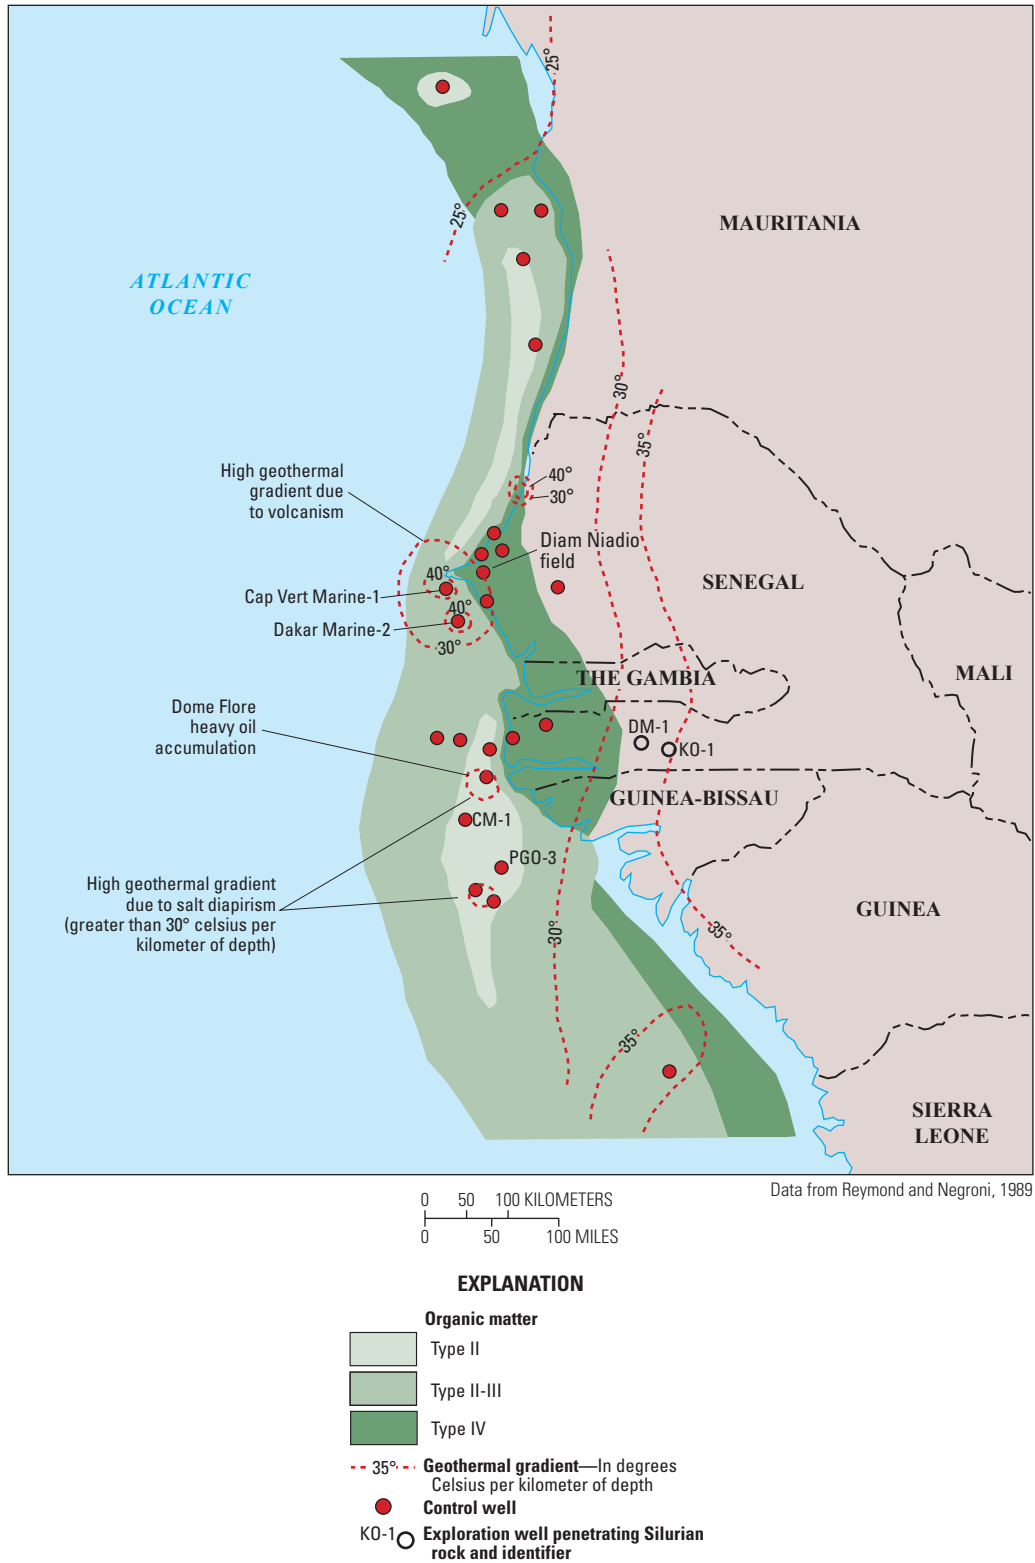 25°
25°
MAURITANIA
ATLANTIC
OCEAN
30°
35°
High geothermal
gradient due
to volcanism
40°
30°
Diam Niadio
field
SENEGAL
40°
Cap Vert Marine-1
40°
Dakar Marine-2
30°
MALI
THE GAMBIA
Dome Flore
heavy oil
accumulation
DM-1
KO-1
GUINEA-BISSAU
CM-1
PGO-3
High geothermal gradient
due to salt diapirism
(greater than 30° celsius per
kilometer of depth)
GUINEA
30°
35°
35°
SIERRA
LEONE
Data from Reymond and Negroni, 1989
0 50 100 KILOMETERS
0 50 100 MILES
EXPLANATION
Organic matter
Type II
Type II-III
Type IV
35° Geothermal gradient—In degrees
Celsius per kilometer of depth
Control well
KO-1 Exploration well penetrating Silurian
rock and identifier